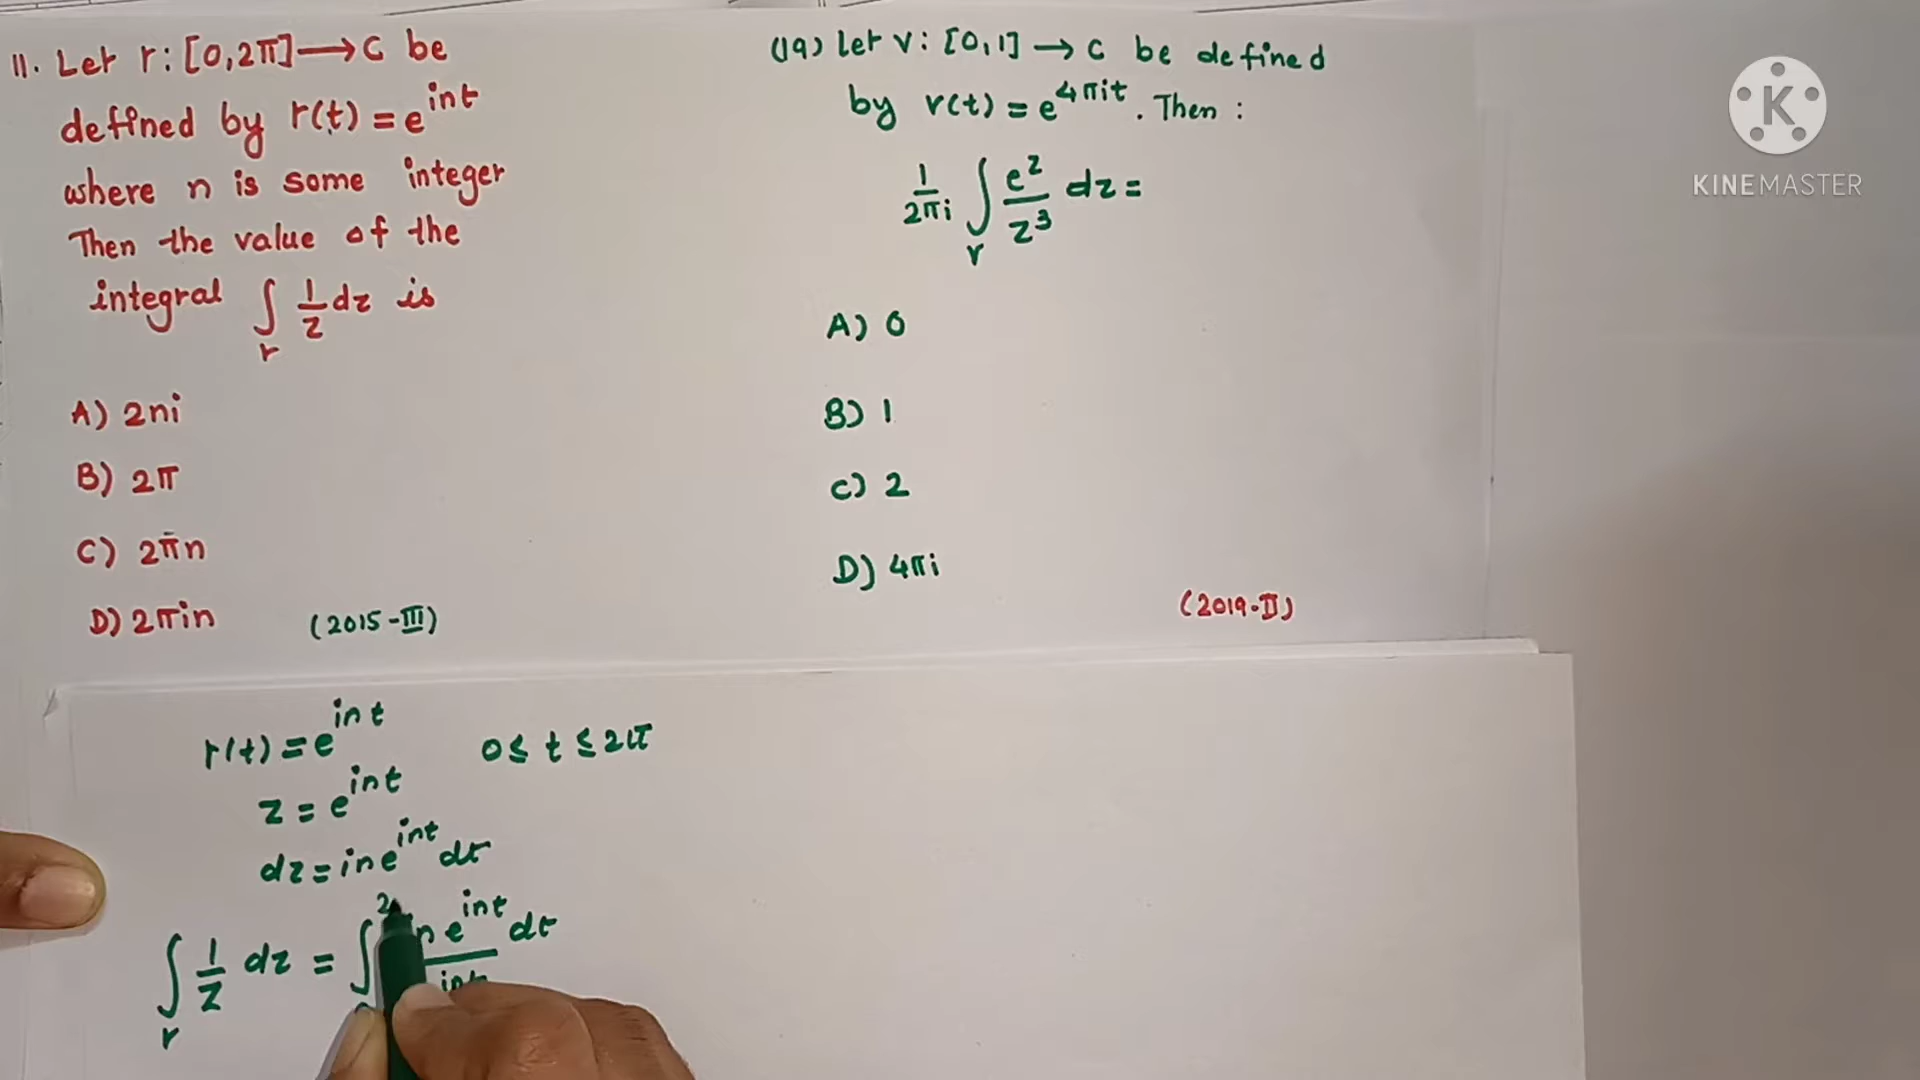 11. Let r: [0,2π] → C be
defined by r(t) = e^int
where n is some integer
Then the value of the
integral ∫_r 1/z dz is
A) 2ni
B) 2π
C) 2πn
D) 2πin (2015-III)
(19) Let r: [0,1] → C be defined
by r(t) = e^4πit. Then :
1/2πi ∫_r e^z/z^3 dz =
A) 0
B) 1
C) 2
D) 4πi
(2019-II)
r(t) = e^int 0 ≤ t ≤ 2π
z = e^int
dz = ine^int dt
∫_r 1/z dz = ∫ ne^int dt
KINEMASTER